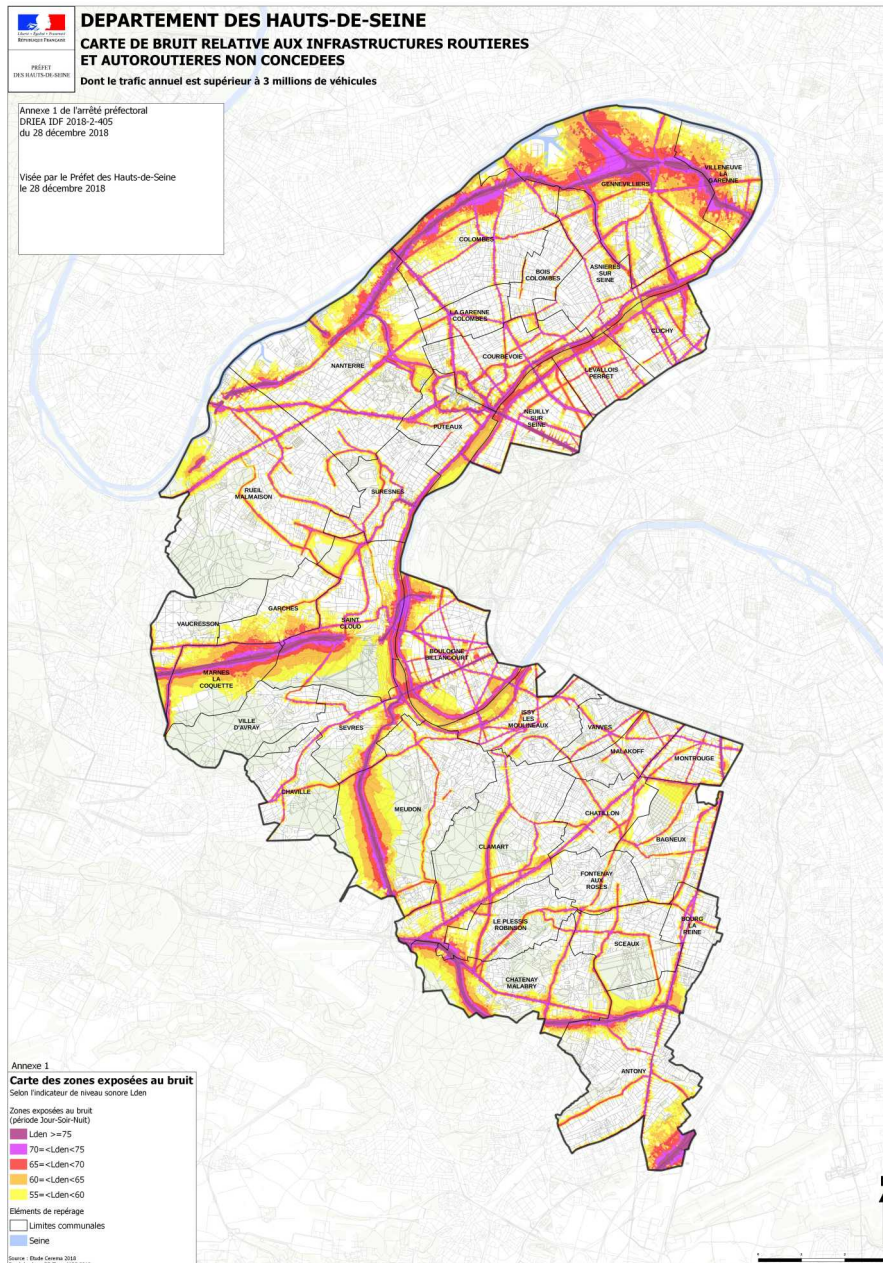 Liberté • Égalité • Fraternité
RÉPUBLIQUE FRANÇAISE
PRÉFET
DES HAUTS-DE-SEINE
DEPARTEMENT DES HAUTS-DE-SEINE
CARTE DE BRUIT RELATIVE AUX INFRASTRUCTURES ROUTIERES
ET AUTOROUTIERES NON CONCEDEES
Dont le trafic annuel est supérieur à 3 millions de véhicules
Annexe 1 de l'arrêté préfectoral
DRIEA IDF 2018-2-405
du 28 décembre 2018
Visée par le Préfet des Hauts-de-Seine
le 28 décembre 2018
VILLENEUVE
LA
GARENNE
GENNEVILLIERS
COLOMBES
BOIS
COLOMBES
ASNIERES
SUR
SEINE
LA GARENNE
COLOMBES
CLICHY
COURBEVOIE
NANTERRE
LEVALLOIS
PERRET
NEUILLY
SUR
SEINE
PUTEAUX
RUEIL
MALMAISON
SURESNES
GARCHES
VAUCRESSON
SAINT
CLOUD
BOULOGNE
BILLANCOURT
MARNES
LA
COQUETTE
VILLE
D'AVRAY
SEVRES
ISSY
LES
MOULINEAUX
VANVES
MALAKOFF
MONTROUGE
CHAVILLE
MEUDON
CHATILLON
BAGNEUX
CLAMART
FONTENAY
AUX
ROSES
LE PLESSIS
ROBINSON
BOURG
LA
REINE
SCEAUX
CHATENAY
MALABRY
ANTONY
Annexe 1
Carte des zones exposées au bruit
Selon l'indicateur de niveau sonore Lden
Zones exposées au bruit
(période Jour-Soir-Nuit)
Lden >=75
70=<Lden<75
65=<Lden<70
60=<Lden<65
55=<Lden<60
Eléments de repérage
Limites communales
Seine
Source : Etude Cerema 2018